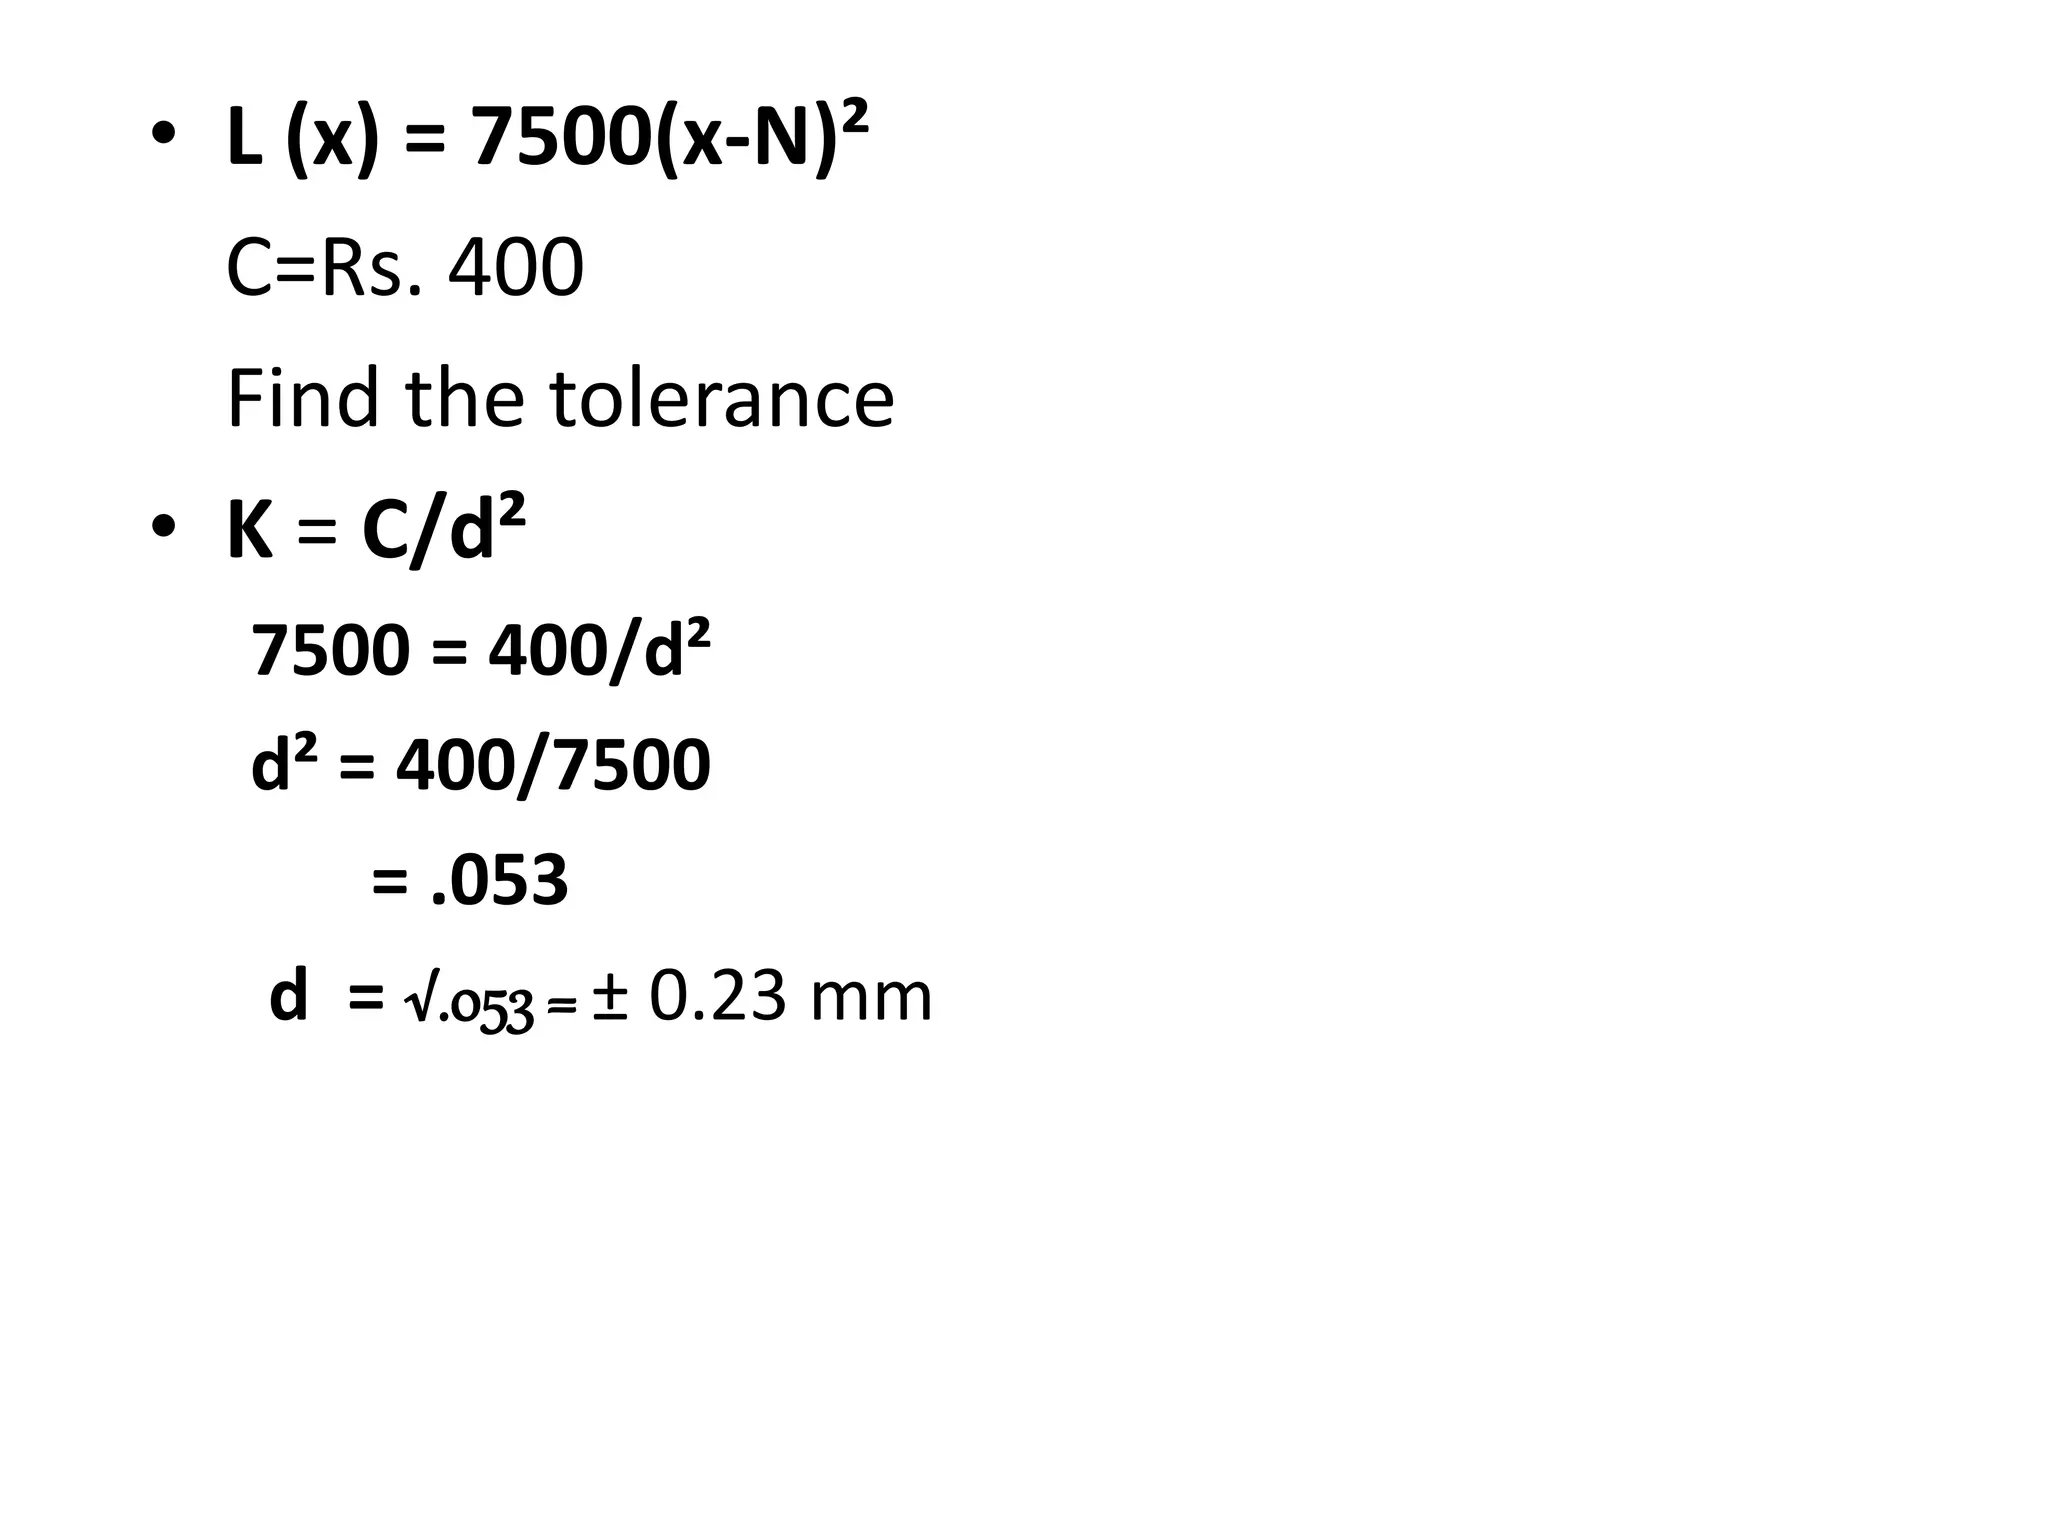 • L (x) = 7500(x-N)²
C=Rs. 400
Find the tolerance
• K = C/d²
7500 = 400/d²
d² = 400/7500
= .053
d = √.053 = ± 0.23 mm